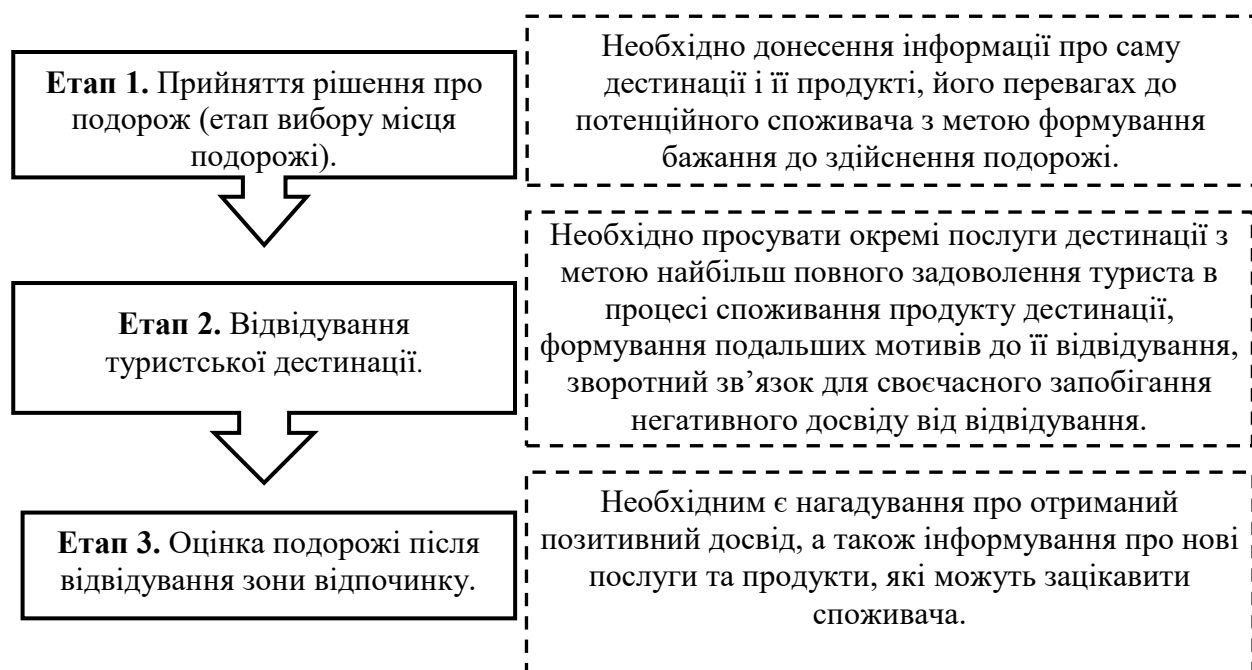 Етап 1. Прийняття рішення про
подорож (етап вибору місця
подорожі).
Необхідно донесення інформації про саму
дестинації і її продукті, його перевагах до
потенційного споживача з метою формування
бажання до здійснення подорожі.
Етап 2. Відвідування
туристської дестинації.
Необхідно просувати окремі послуги дестинації з
метою найбільш повного задоволення туриста в
процесі споживання продукту дестинації,
формування подальших мотивів до її відвідування,
зворотний зв’язок для своєчасного запобігання
негативного досвіду від відвідування.
Етап 3. Оцінка подорожі після
відвідування зони відпочинку.
Необхідним є нагадування про отриманий
позитивний досвід, а також інформування про нові
послуги та продукти, які можуть зацікавити
споживача.